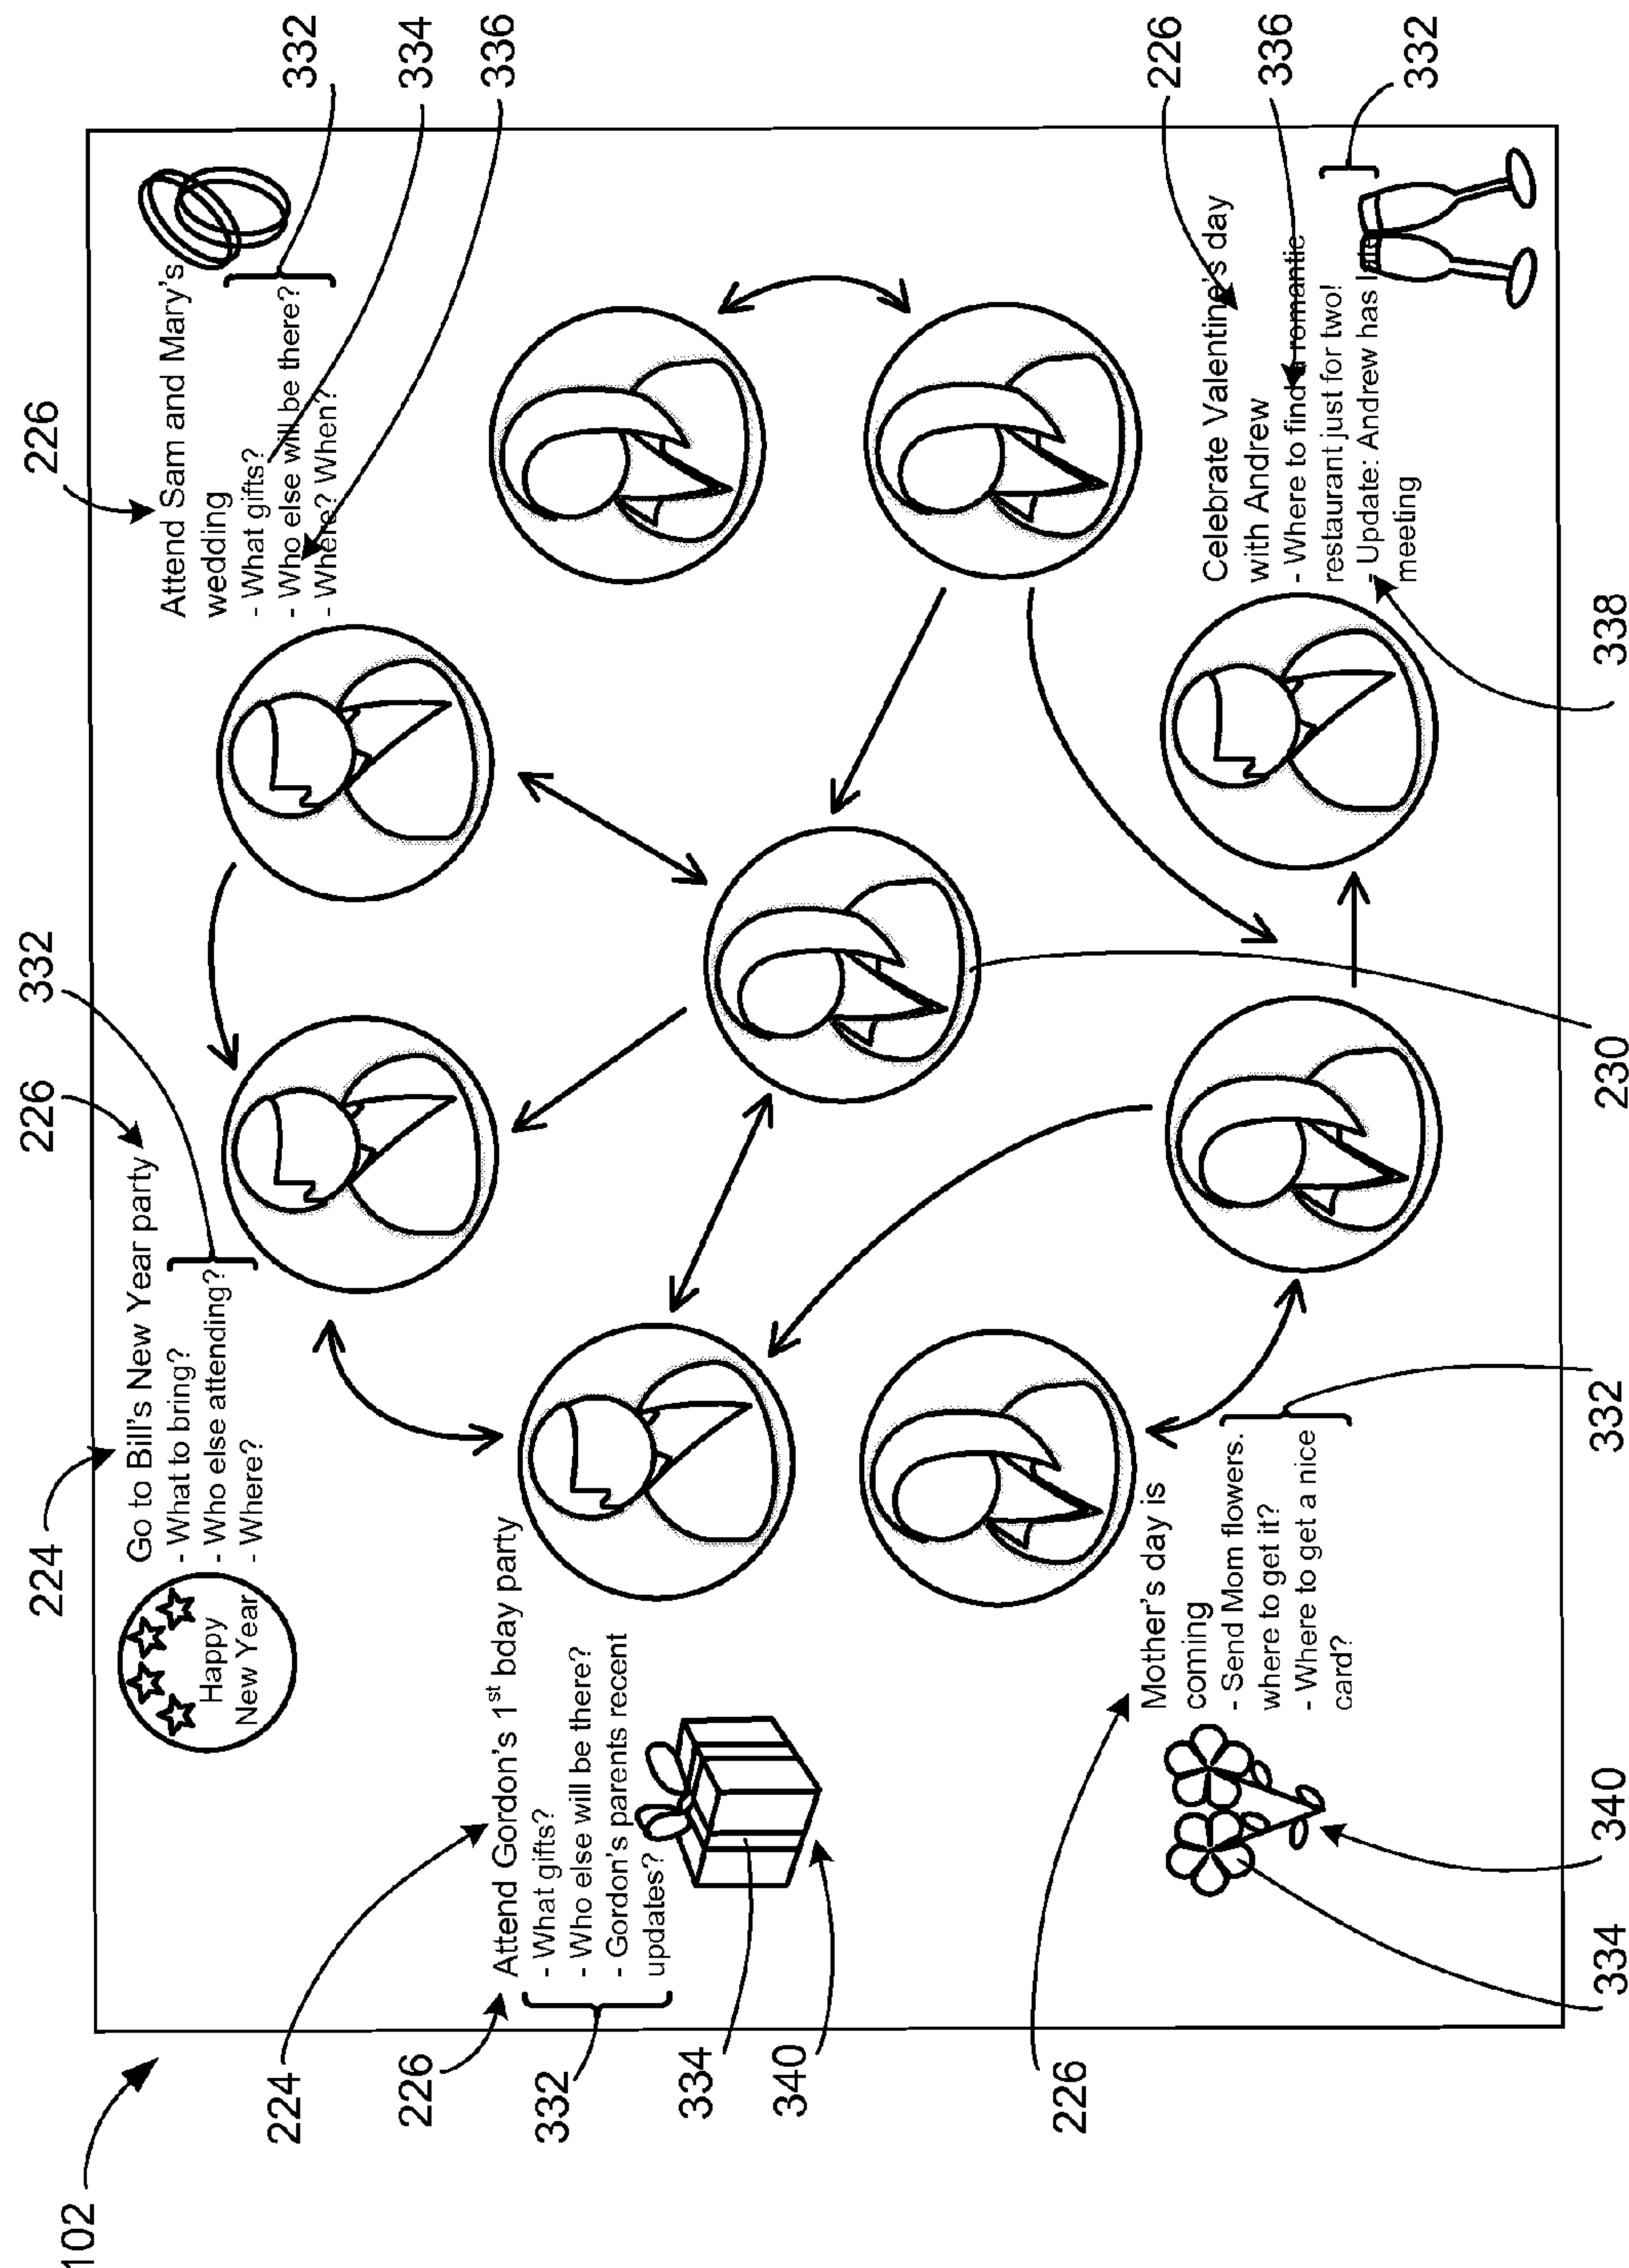 102
224
226
332
226
Happy
New Year
Go to Bill's New Year party
- What to bring?
- Who else attending?
- Where?
Attend Sam and Mary's
wedding
- What gifts?
- Who else will be there?
- Where? When?
332
334
336
224
226
332
334
340
Attend Gordon's 1st bday party
- What gifts?
- Who else will be there?
- Gordon's parents recent
updates?
226
Mother's day is
coming
- Send Mom flowers.
where to get it?
- Where to get a nice
card?
Celebrate Valentine's day
with Andrew
- Where to find a romantic
restaurant just for two!
- Update: Andrew has late
meeting
226
336
332
334
340
332
230
338